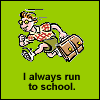 I always run
to school.